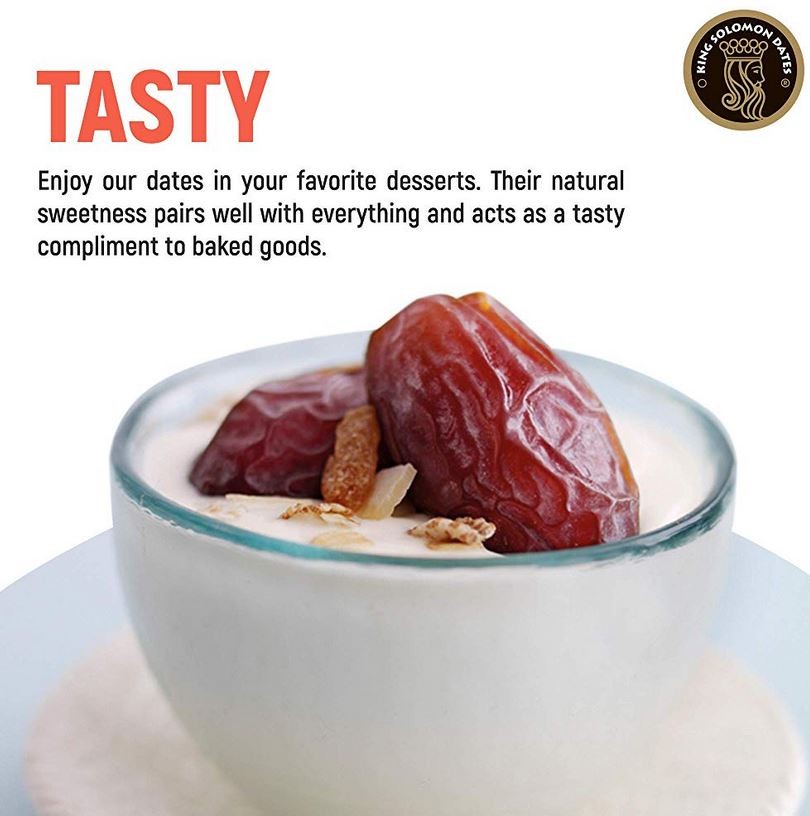 KING SOLOMON DATES
®
TASTY
Enjoy our dates in your favorite desserts. Their natural
sweetness pairs well with everything and acts as a tasty
compliment to baked goods.